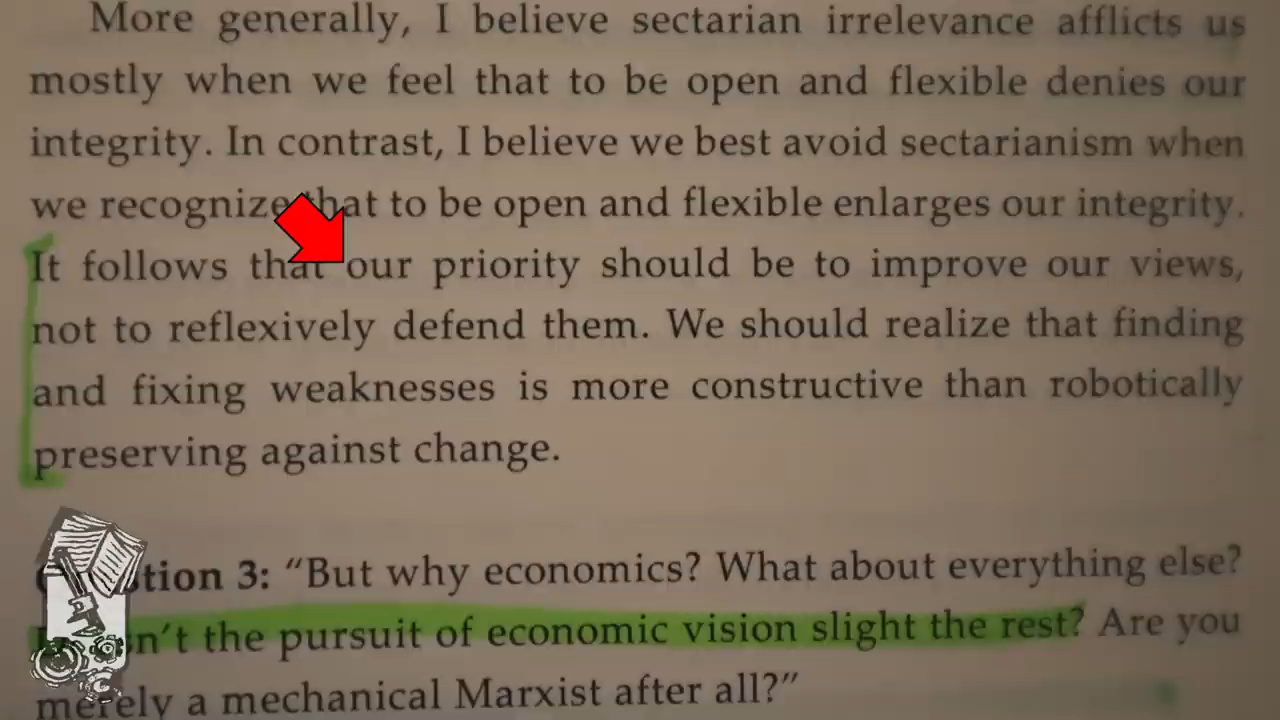 More generally, I believe sectarian irrelevance afflicts us
mostly when we feel that to be open and flexible denies our
integrity. In contrast, I believe we best avoid sectarianism when
we recognize that to be open and flexible enlarges our integrity.
It follows that our priority should be to improve our views,
not to reflexively defend them. We should realize that finding
and fixing weaknesses is more constructive than robotically
preserving against change.
3: “But why economics? What about everything else?
the pursuit of economic vision slight the rest? Are you
merely a mechanical Marxist after all?”